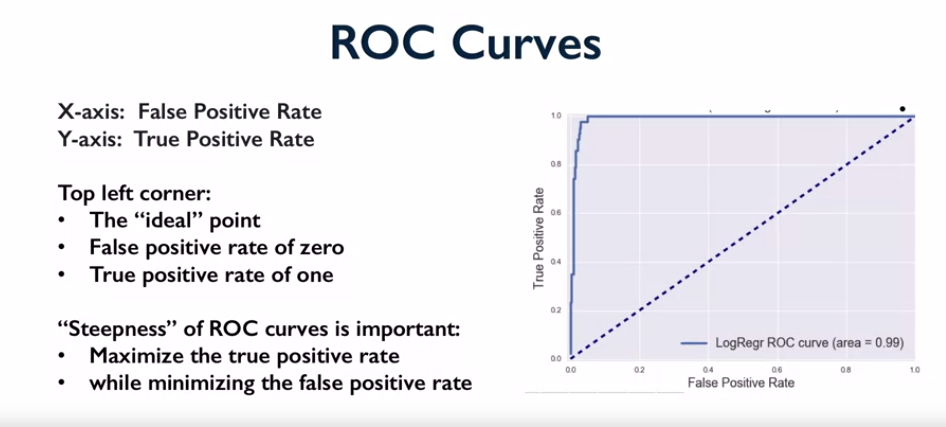 ROC Curves
X-axis: False Positive Rate
Y-axis: True Positive Rate
Top left corner:
• The “ideal” point
• False positive rate of zero
• True positive rate of one
“Steepness” of ROC curves is important:
• Maximize the true positive rate
• while minimizing the false positive rate
1.0
0.8
0.6
0.4
0.2
0.0
True Positive Rate
LogRegr ROC curve (area = 0.99)
0.0 0.2 0.4 0.6 0.8 1.0
False Positive Rate